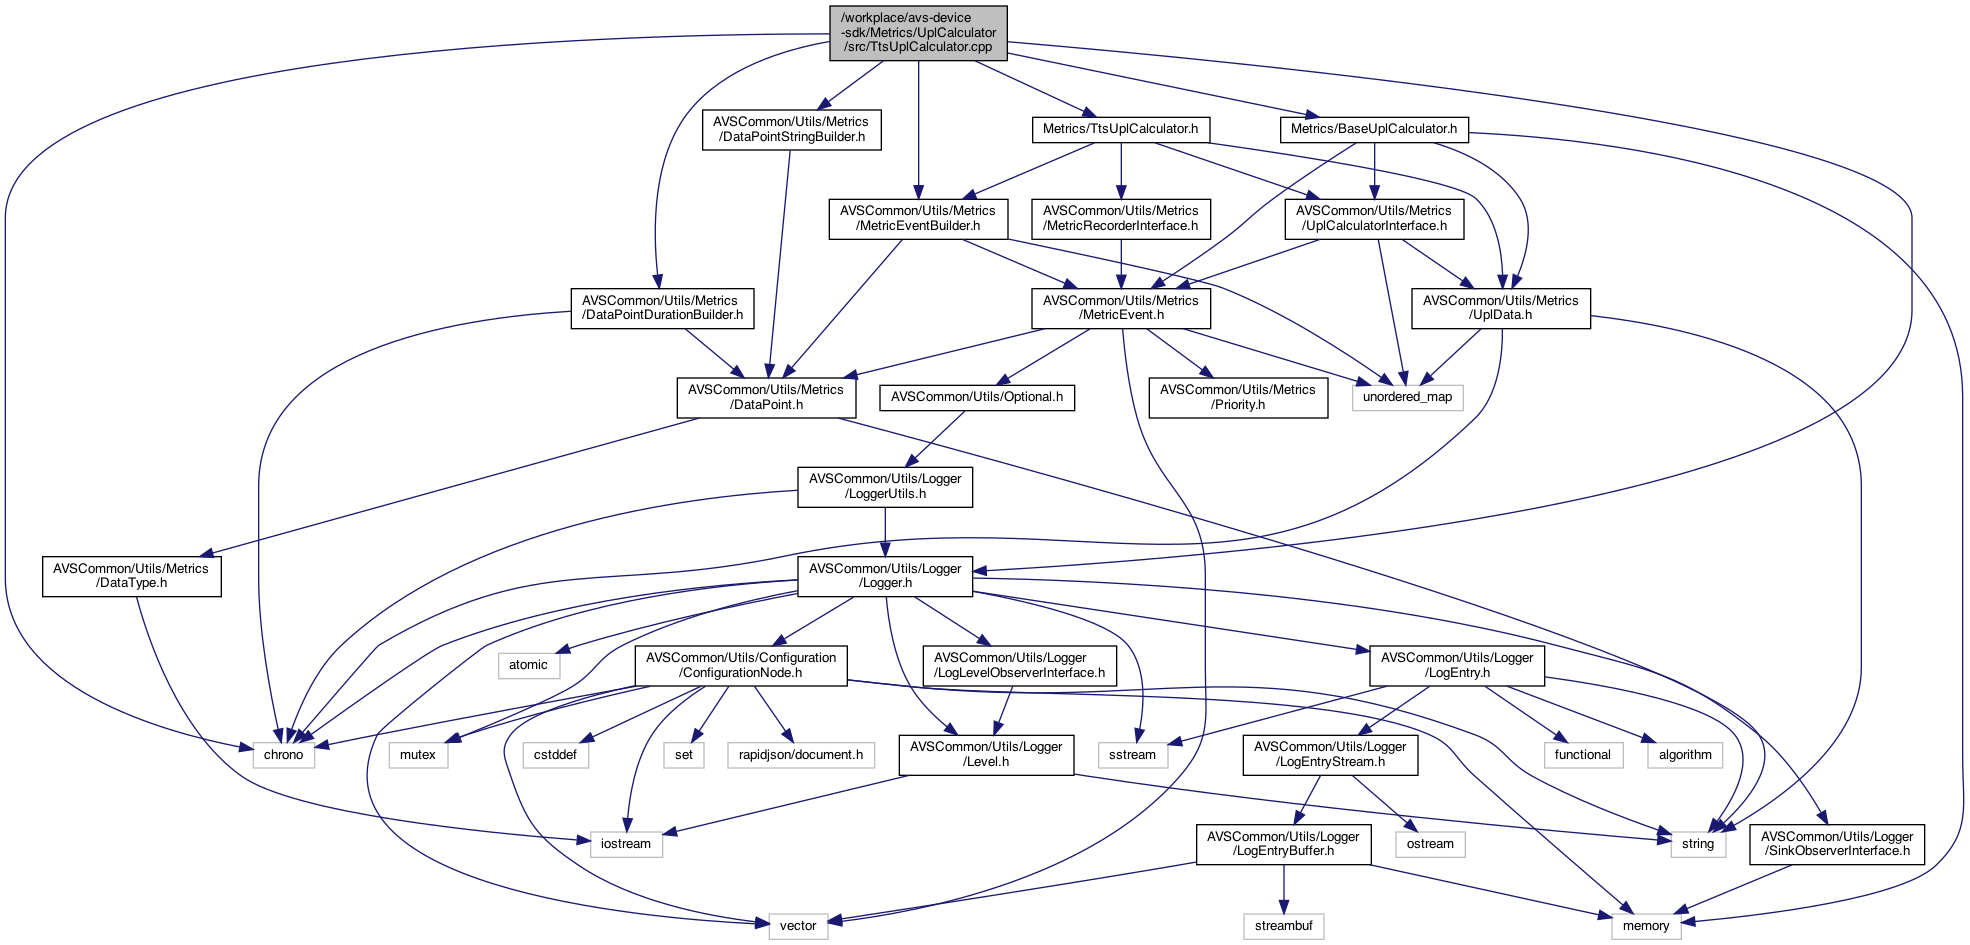 /workplace/avs-device
-sdk/Metrics/UplCalculator
/src/TtsUplCalculator.cpp
AVSCommon/Utils/Metrics
/DataPointStringBuilder.h
Metrics/TtsUplCalculator.h
Metrics/BaseUplCalculator.h
AVSCommon/Utils/Metrics
/MetricEventBuilder.h
AVSCommon/Utils/Metrics
/MetricRecorderInterface.h
AVSCommon/Utils/Metrics
/UplCalculatorInterface.h
AVSCommon/Utils/Metrics
/DataPointDurationBuilder.h
AVSCommon/Utils/Metrics
/MetricEvent.h
AVSCommon/Utils/Metrics
/UplData.h
AVSCommon/Utils/Metrics
/DataPoint.h
AVSCommon/Utils/Optional.h
AVSCommon/Utils/Metrics
/Priority.h
unordered_map
AVSCommon/Utils/Logger
/LoggerUtils.h
AVSCommon/Utils/Metrics
/DataType.h
AVSCommon/Utils/Logger
/Logger.h
atomic
AVSCommon/Utils/Configuration
/ConfigurationNode.h
AVSCommon/Utils/Logger
/LogLevelObserverInterface.h
AVSCommon/Utils/Logger
/LogEntry.h
chrono
mutex
cstddef
set
rapidjson/document.h
AVSCommon/Utils/Logger
/Level.h
sstream
AVSCommon/Utils/Logger
/LogEntryStream.h
functional
algorithm
iostream
AVSCommon/Utils/Logger
/LogEntryBuffer.h
ostream
string
AVSCommon/Utils/Logger
/SinkObserverInterface.h
vector
streambuf
memory